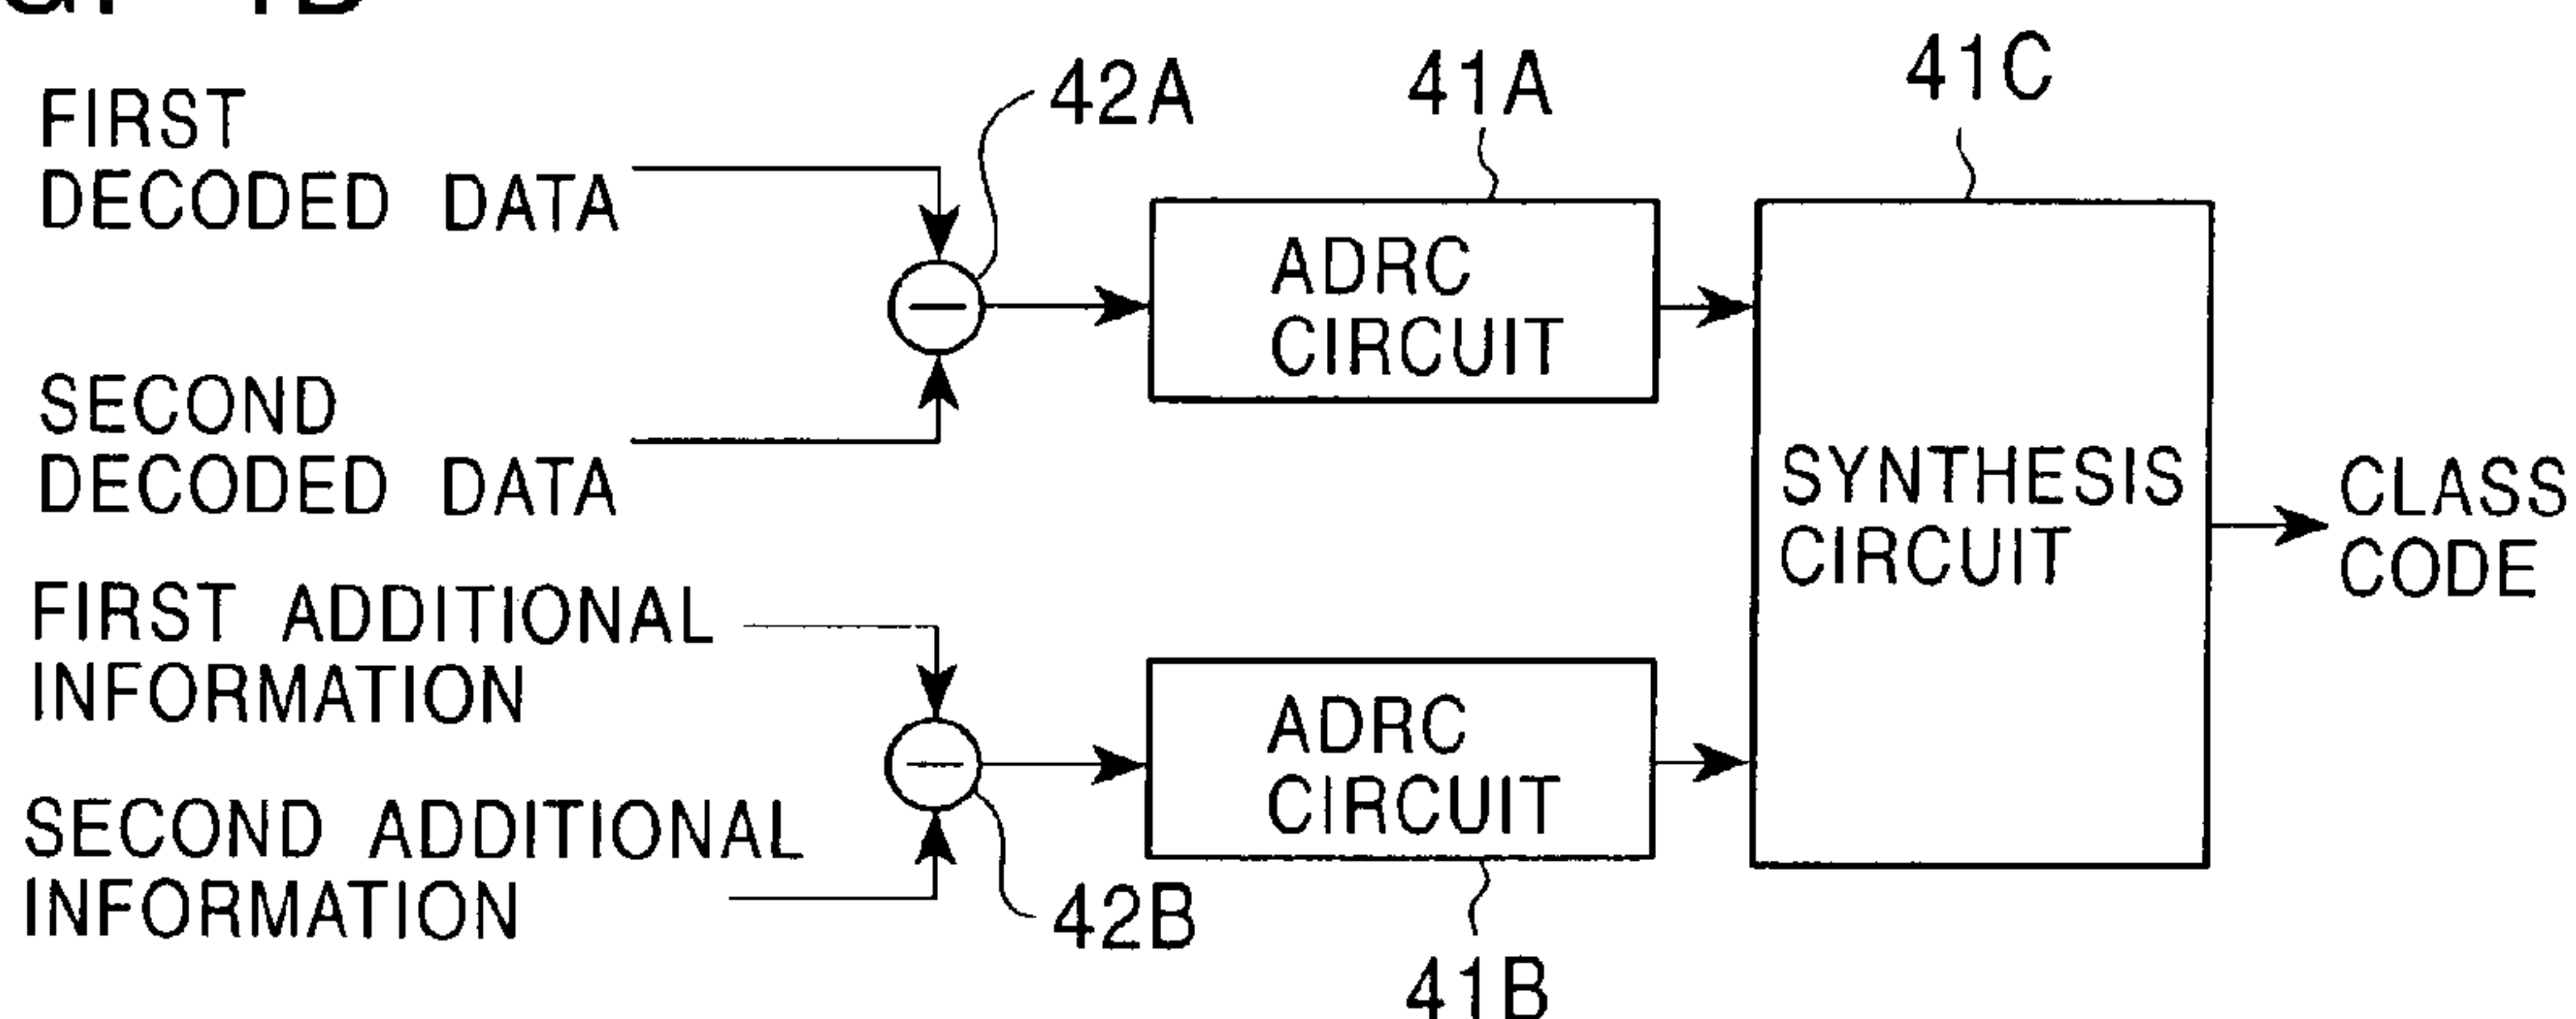 42A
41A
41C
FIRST
DECODED DATA
ADRC
CIRCUIT
SECOND
DECODED DATA
SYNTHESIS
CIRCUIT
CLASS
CODE
FIRST ADDITIONAL
INFORMATION
ADRC
CIRCUIT
SECOND ADDITIONAL
INFORMATION
42B
41B